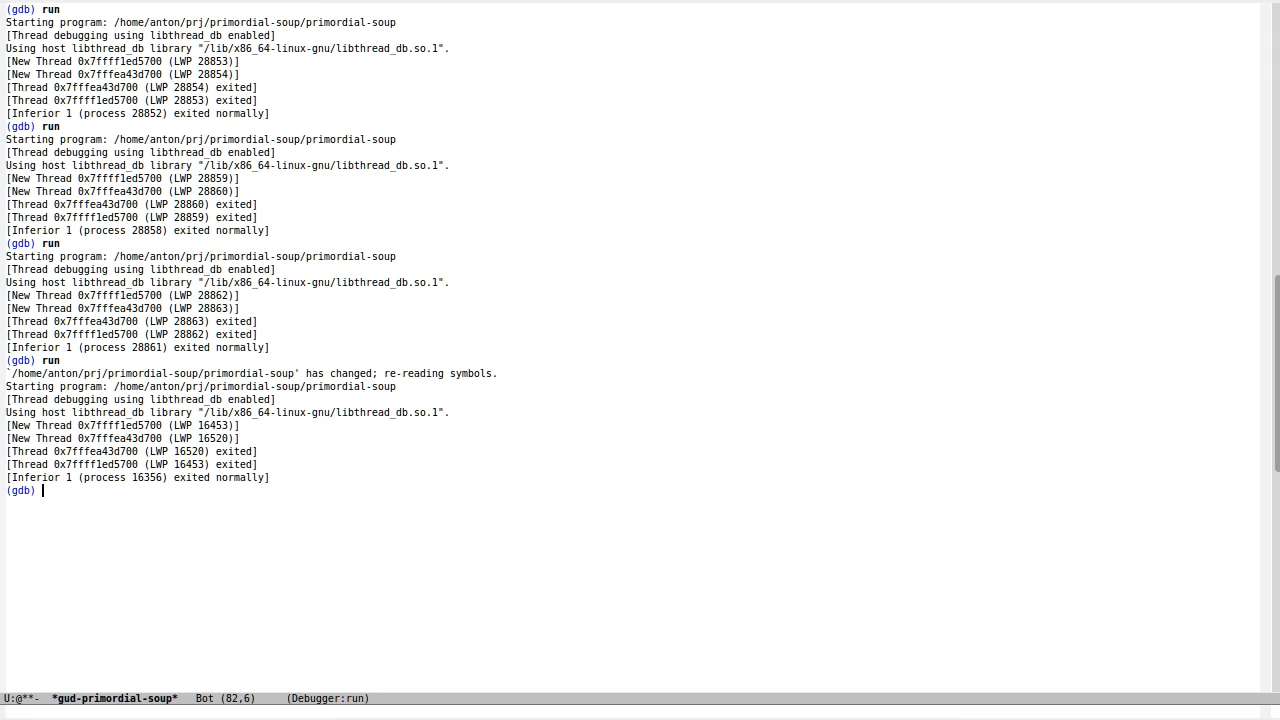 (gdb) run
Starting program: /home/anton/prj/primordial-soup/primordial-soup
[Thread debugging using libthread_db enabled]
Using host libthread_db library "/lib/x86_64-linux-gnu/libthread_db.so.1".
[New Thread 0x7ffff1ed5700 (LWP 28853)]
[New Thread 0x7fffea43d700 (LWP 28854)]
[Thread 0x7fffea43d700 (LWP 28854) exited]
[Thread 0x7ffff1ed5700 (LWP 28853) exited]
[Inferior 1 (process 28852) exited normally]
(gdb) run
Starting program: /home/anton/prj/primordial-soup/primordial-soup
[Thread debugging using libthread_db enabled]
Using host libthread_db library "/lib/x86_64-linux-gnu/libthread_db.so.1".
[New Thread 0x7ffff1ed5700 (LWP 28859)]
[New Thread 0x7fffea43d700 (LWP 28860)]
[Thread 0x7fffea43d700 (LWP 28860) exited]
[Thread 0x7ffff1ed5700 (LWP 28859) exited]
[Inferior 1 (process 28858) exited normally]
(gdb) run
Starting program: /home/anton/prj/primordial-soup/primordial-soup
[Thread debugging using libthread_db enabled]
Using host libthread_db library "/lib/x86_64-linux-gnu/libthread_db.so.1".
[New Thread 0x7ffff1ed5700 (LWP 28862)]
[New Thread 0x7fffea43d700 (LWP 28863)]
[Thread 0x7fffea43d700 (LWP 28863) exited]
[Thread 0x7ffff1ed5700 (LWP 28862) exited]
[Inferior 1 (process 28861) exited normally]
(gdb) run
`/home/anton/prj/primordial-soup/primordial-soup' has changed; re-reading symbols.
Starting program: /home/anton/prj/primordial-soup/primordial-soup
[Thread debugging using libthread_db enabled]
Using host libthread_db library "/lib/x86_64-linux-gnu/libthread_db.so.1".
[New Thread 0x7ffff1ed5700 (LWP 16453)]
[New Thread 0x7fffea43d700 (LWP 16520)]
[Thread 0x7fffea43d700 (LWP 16520) exited]
[Thread 0x7ffff1ed5700 (LWP 16453) exited]
[Inferior 1 (process 16356) exited normally]
(gdb)
U:@**-  *gud-primordial-soup*   Bot (82,6)     (Debugger:run)